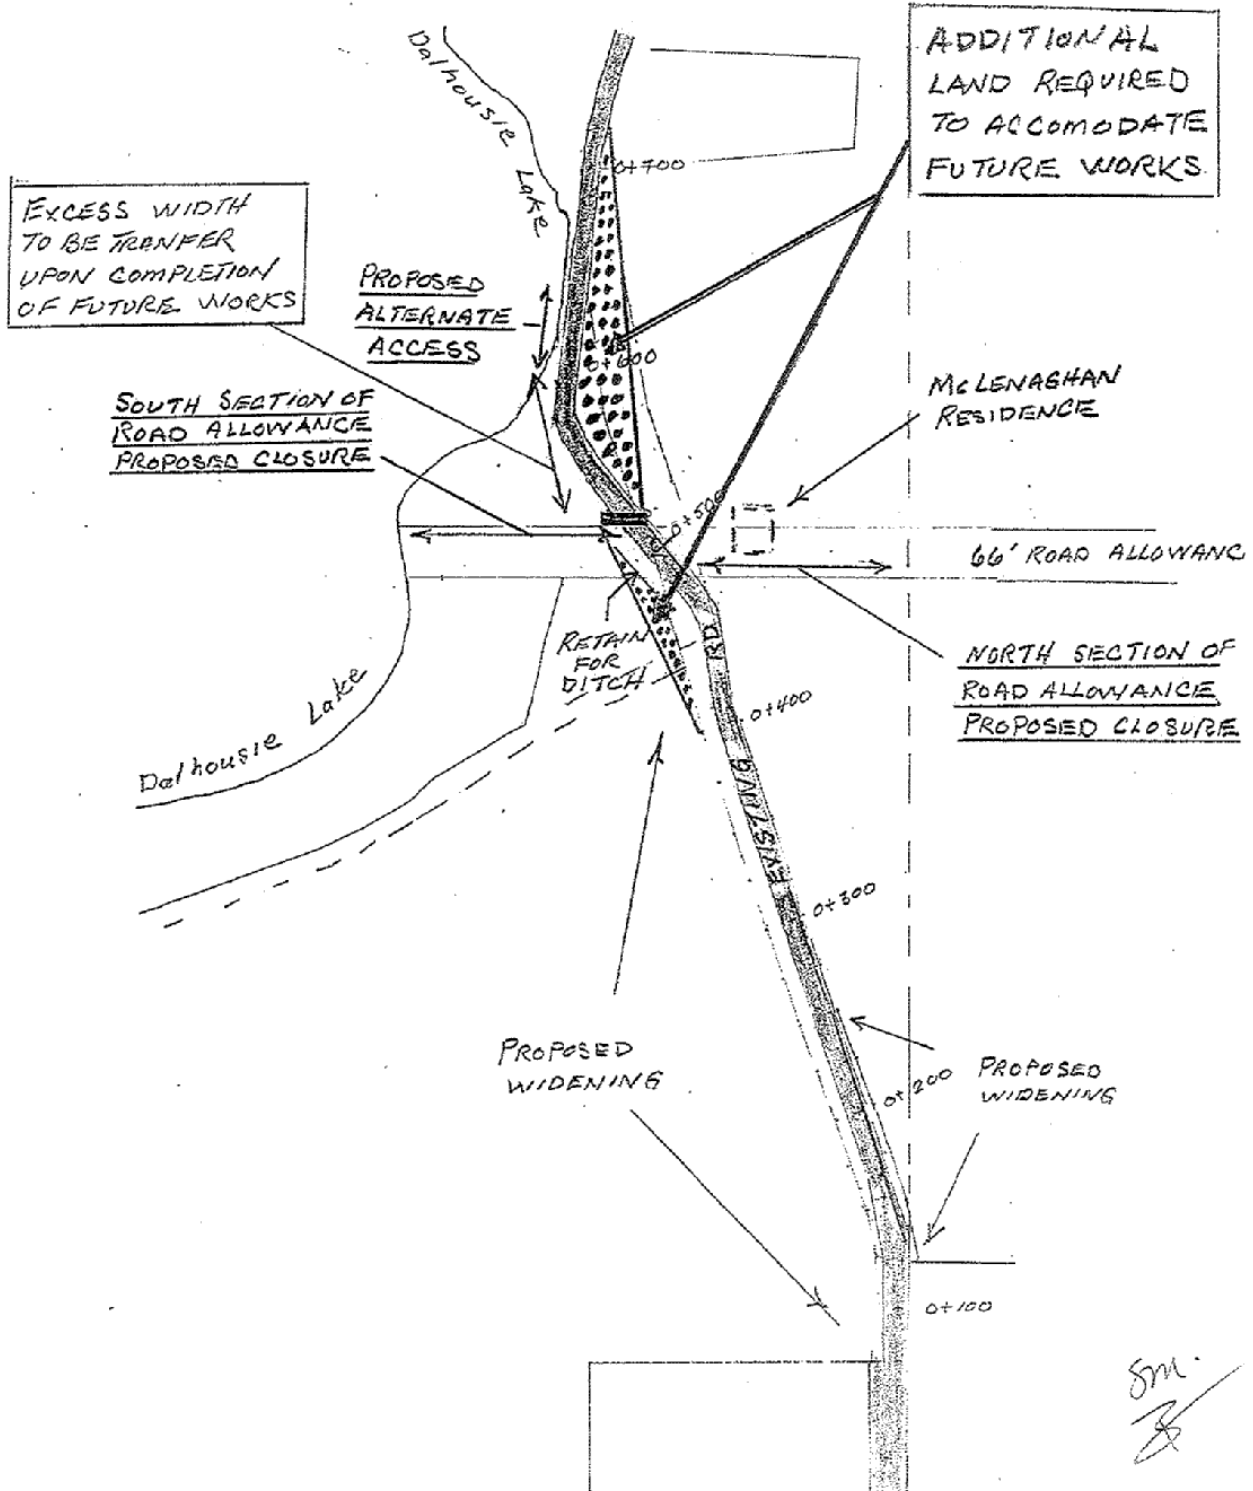 ADDITIONAL
LAND REQUIRED
TO ACCOMODATE
FUTURE WORKS.
Dalhousie Lake
0+700
EXCESS WIDTH
TO BE TRANFER
UPON COMPLETION
OF FUTURE WORKS
PROPOSED
ALTERNATE
ACCESS
0+600
McLENAGHAN
RESIDENCE
SOUTH SECTION OF
ROAD ALLOWANCE
PROPOSED CLOSURE
0+500
66' ROAD ALLOWANC
RETAIN
FOR
DITCH
NORTH SECTION OF
ROAD ALLOWANCE
PROPOSED CLOSURE
Dalhousie Lake
0+400
EXISTING RD
0+300
PROPOSED
WIDENING
0+200
PROPOSED
WIDENING
0+100
SM.